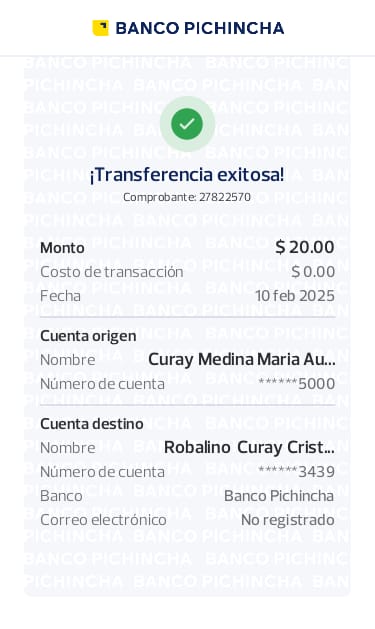 BANCO PICHINCHA
¡Transferencia exitosa!
Comprobante: 27822570
Monto $ 20.00
Costo de transacción $ 0.00
Fecha 10 feb 2025
Cuenta origen
Nombre Curay Medina Maria Au...
Número de cuenta ******5000
Cuenta destino
Nombre Robalino Curay Crist...
Número de cuenta ******3439
Banco Banco Pichincha
Correo electrónico No registrado